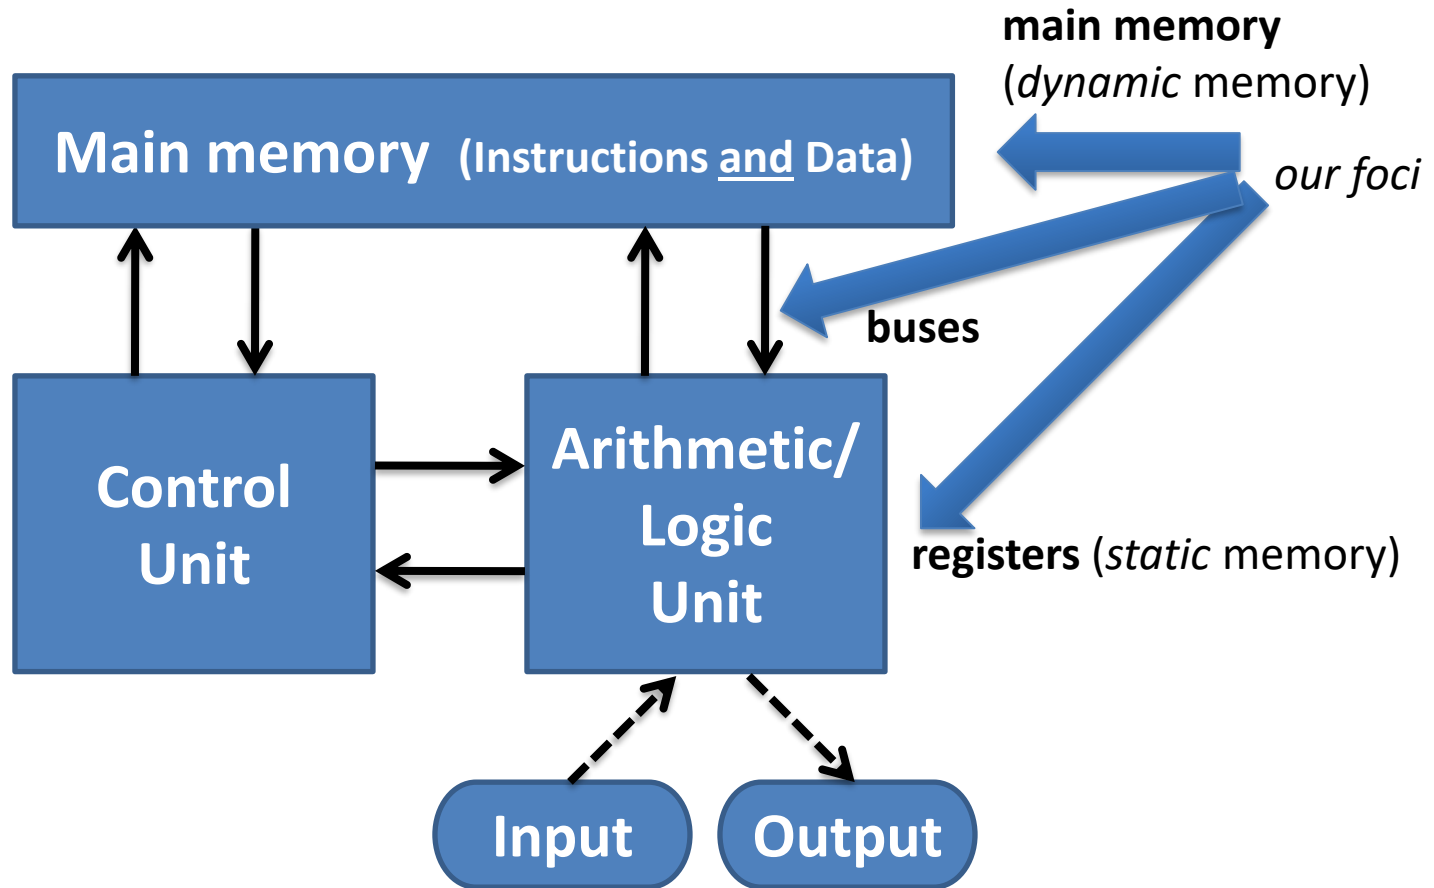 main memory
(dynamic memory)
Main memory (Instructions and Data)
our foci
buses
Control
Unit
Arithmetic/
Logic
Unit
registers (static memory)
Input
Output